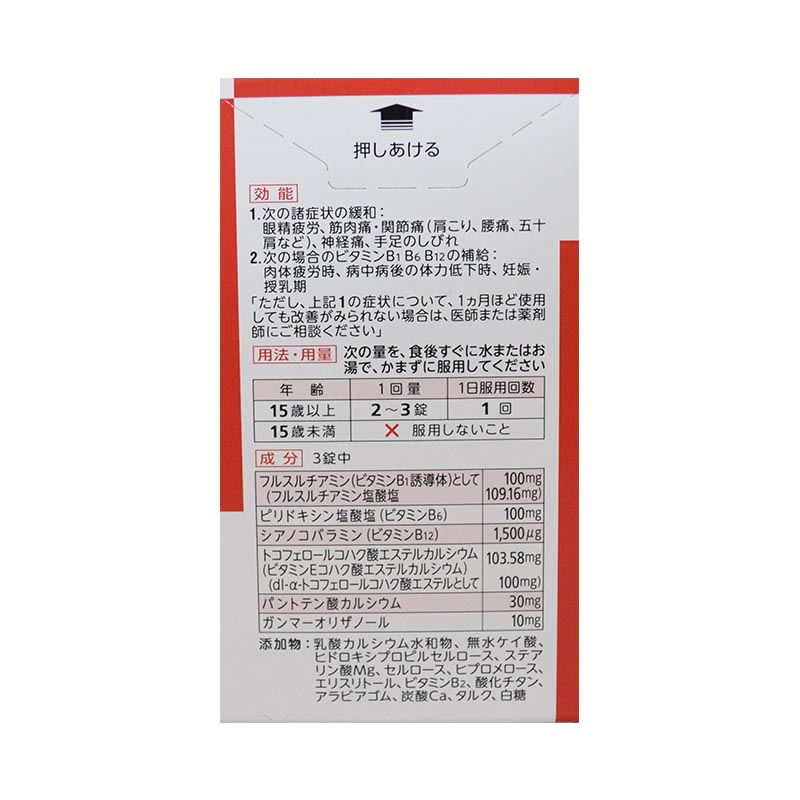 押しあける
効能
1.次の諸症状の緩和：
眼精疲労、筋肉痛・関節痛（肩こり、腰痛、五十
肩など）、神経痛、手足のしびれ
2.次の場合のビタミンB1 B6 B12の補給：
肉体疲労時、病中病後の体力低下時、妊娠・
授乳期
「ただし、上記1の症状について、1ヵ月ほど使用
しても改善がみられない場合は、医師または薬剤
師にご相談ください」
用法・用量 次の量を、食後すぐに水またはお
湯で、かまずに服用してください
年齢 1回量 1日服用回数
15歳以上 2～3錠 1回
15歳未満 × 服用しないこと
成分 3錠中
フルスルチアミン（ビタミンB1誘導体）として 100mg
（フルスルチアミン塩酸塩 109.16mg）
ピリドキシン塩酸塩（ビタミンB6） 100mg
シアノコバラミン（ビタミンB12） 1,500μg
トコフェロールコハク酸エステルカルシウム 103.58mg
（ビタミンEコハク酸エステルカルシウム）
（dl-α-トコフェロールコハク酸エステルとして 100mg）
パントテン酸カルシウム 30mg
ガンマーオリザノール 10mg
添加物：乳酸カルシウム水和物、無水ケイ酸、
ヒドロキシプロピルセルロース、ステア
リン酸Mg、セルロース、ヒプロメロース、
エリスリトール、ビタミンB2、酸化チタン、
アラビアゴム、炭酸Ca、タルク、白糖